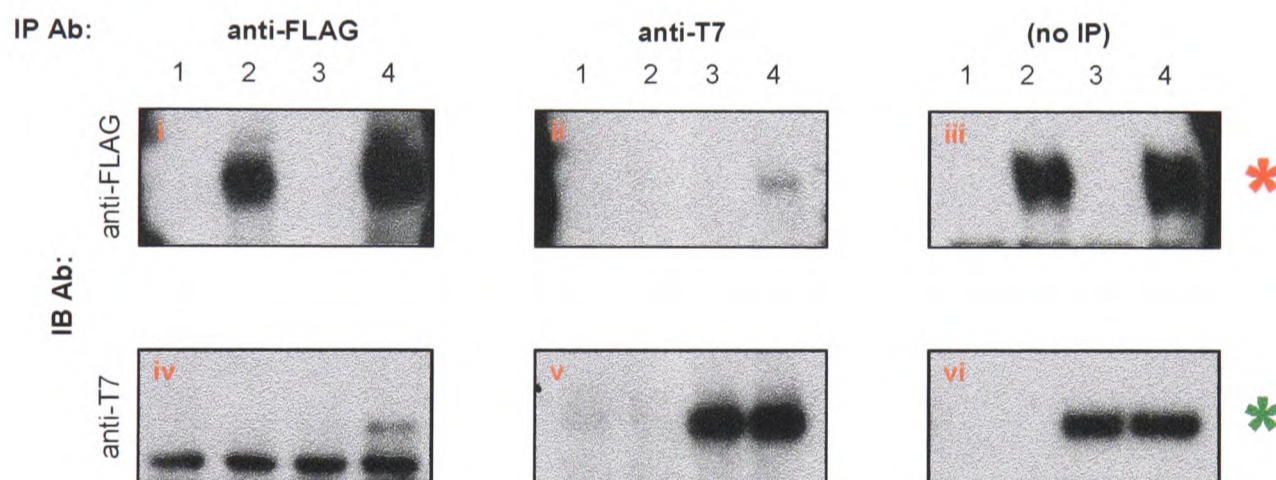 IP Ab: anti-FLAG anti-T7 (no IP)
1 2 3 4 1 2 3 4 1 2 3 4
anti-FLAG i ii iii *
IB Ab:
anti-T7 iv v vi *